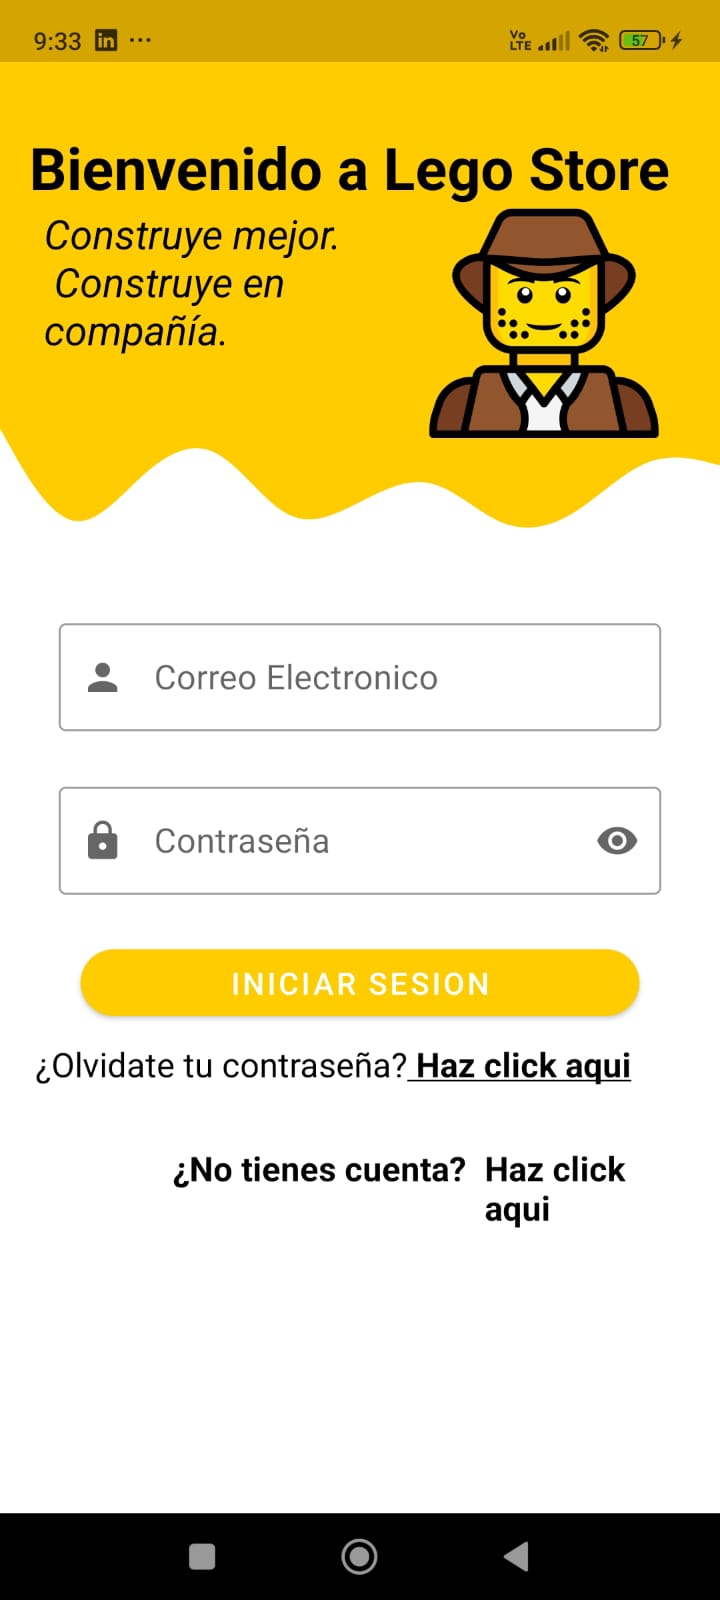 9:33 in ... Vo LTE 57
Bienvenido a Lego Store
Construye mejor.
Construye en
compañía.
Correo Electronico
Contraseña
INICIAR SESION
¿Olvidate tu contraseña? Haz click aqui
¿No tienes cuenta? Haz click
aqui